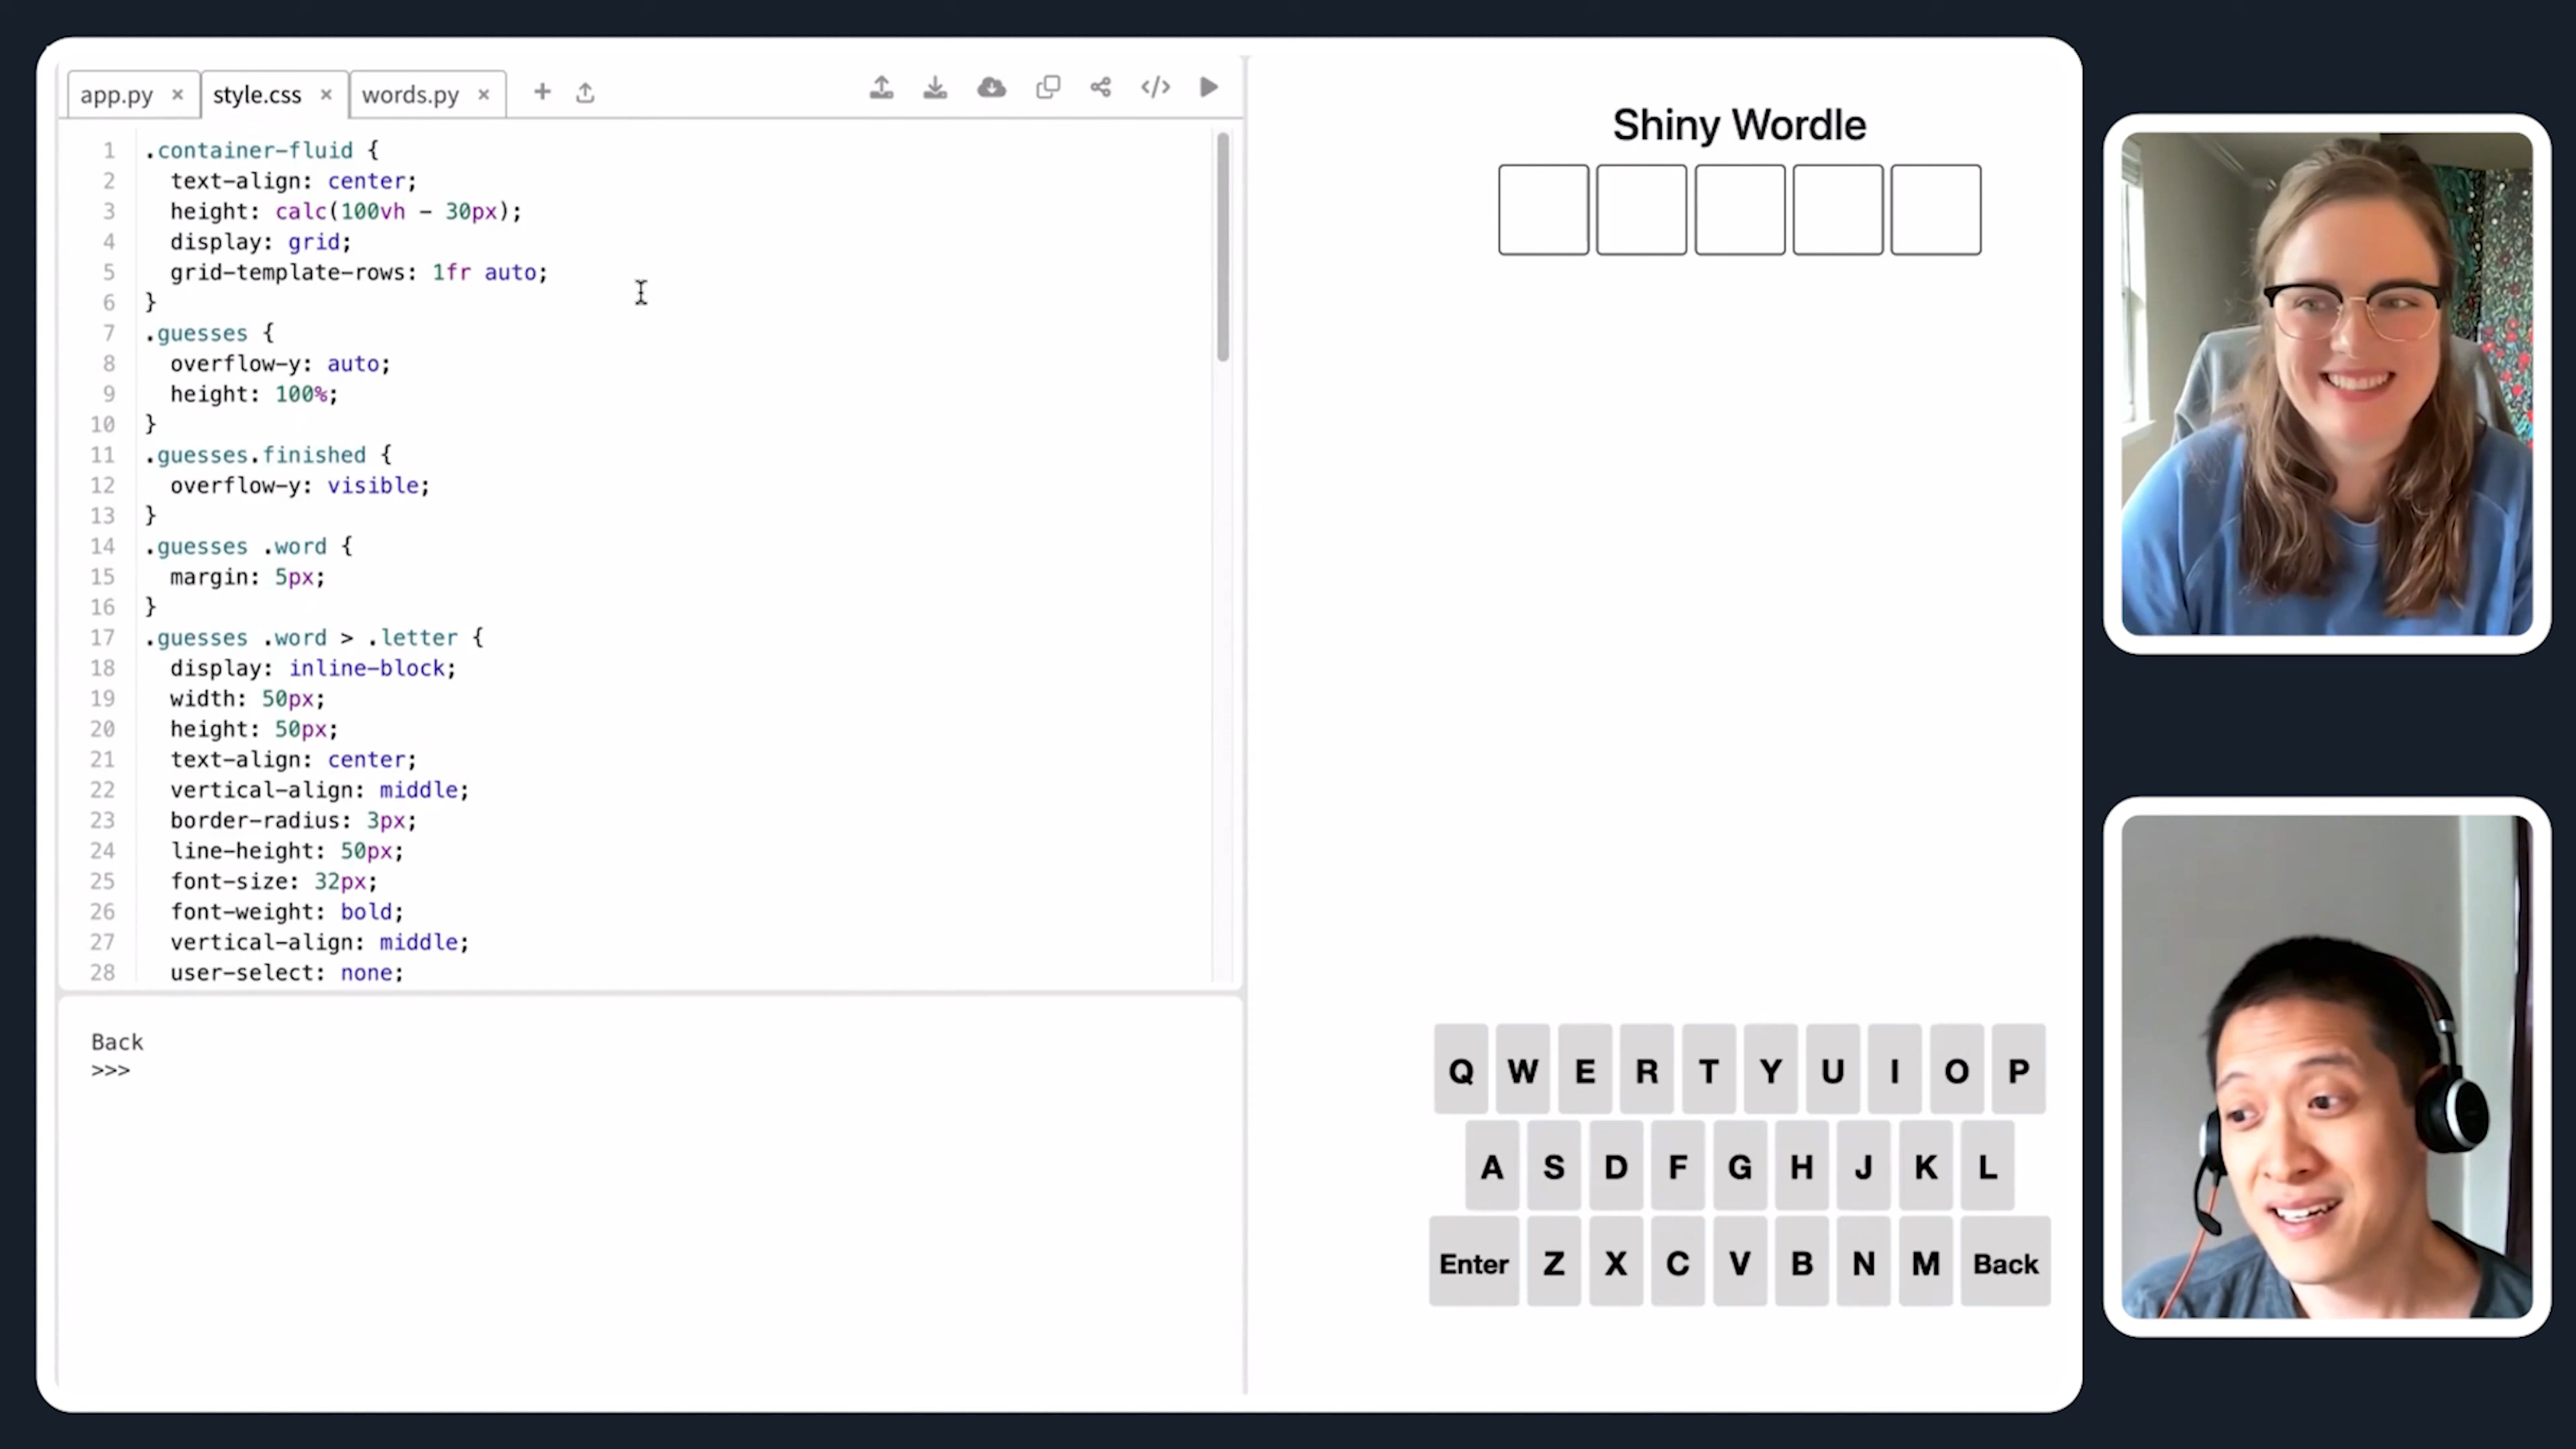 app.py × style.css × words.py × +
1 .container-fluid {
2 text-align: center;
3 height: calc(100vh - 30px);
4 display: grid;
5 grid-template-rows: 1fr auto;
6 }
7 .guesses {
8 overflow-y: auto;
9 height: 100%;
10 }
11 .guesses.finished {
12 overflow-y: visible;
13 }
14 .guesses .word {
15 margin: 5px;
16 }
17 .guesses .word > .letter {
18 display: inline-block;
19 width: 50px;
20 height: 50px;
21 text-align: center;
22 vertical-align: middle;
23 border-radius: 3px;
24 line-height: 50px;
25 font-size: 32px;
26 font-weight: bold;
27 vertical-align: middle;
28 user-select: none;
Back
>>>
Shiny Wordle
Q W E R T Y U I O P
A S D F G H J K L
Enter Z X C V B N M Back